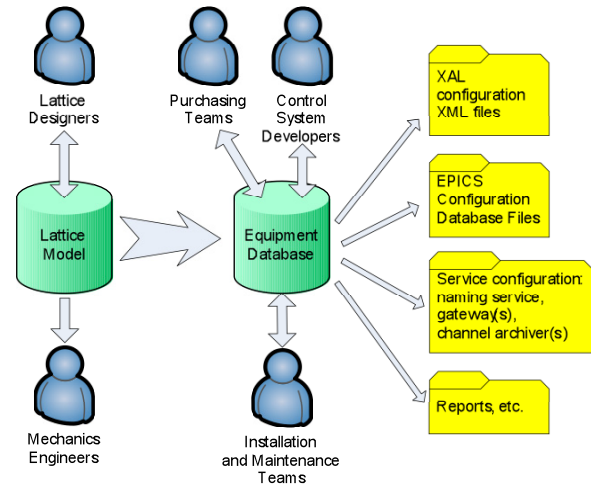 Lattice
Designers
Purchasing
Teams
Control
System
Developers
XAL
configuration
XML files
EPICS
Configuration
Database Files
Lattice
Model
Equipment
Database
Service configuration:
naming service,
gateway(s),
channel archiver(s)
Reports, etc.
Mechanics
Engineers
Installation
and Maintenance
Teams